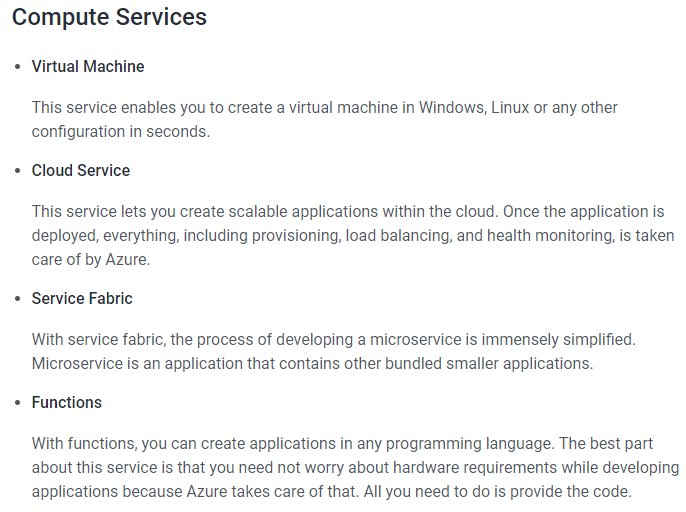 Compute Services
• Virtual Machine
This service enables you to create a virtual machine in Windows, Linux or any other
configuration in seconds.
• Cloud Service
This service lets you create scalable applications within the cloud. Once the application is
deployed, everything, including provisioning, load balancing, and health monitoring, is taken
care of by Azure.
• Service Fabric
With service fabric, the process of developing a microservice is immensely simplified.
Microservice is an application that contains other bundled smaller applications.
• Functions
With functions, you can create applications in any programming language. The best part
about this service is that you need not worry about hardware requirements while developing
applications because Azure takes care of that. All you need to do is provide the code.